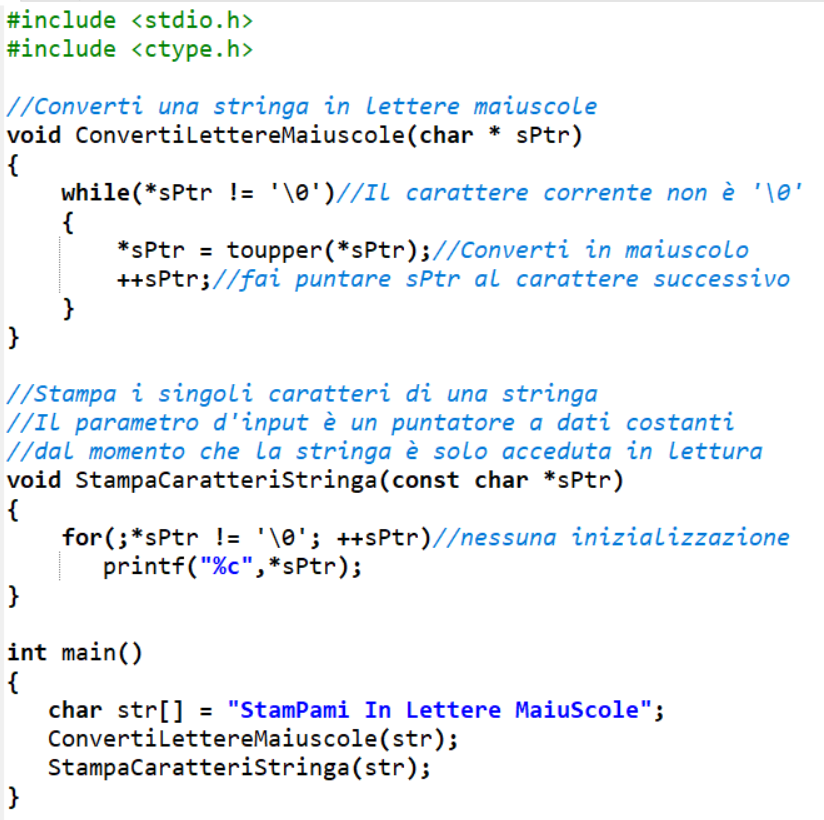 #include <stdio.h>
#include <ctype.h>

//Converti una stringa in lettere maiuscole
void ConvertiLettereMaiuscole(char * sPtr)
{
    while(*sPtr != '\0')//Il carattere corrente non è '\0'
    {
        *sPtr = toupper(*sPtr);//Converti in maiuscolo
        ++sPtr;//fai puntare sPtr al carattere successivo
    }
}

//Stampa i singoli caratteri di una stringa
//Il parametro d'input è un puntatore a dati costanti
//dal momento che la stringa è solo acceduta in lettura
void StampaCaratteriStringa(const char *sPtr)
{
    for(;*sPtr != '\0'; ++sPtr)//nessuna inizializzazione
       printf("%c",*sPtr);
}

int main()
{
   char str[] = "StamPami In Lettere MaiuScole";
   ConvertiLettereMaiuscole(str);
   StampaCaratteriStringa(str);
}